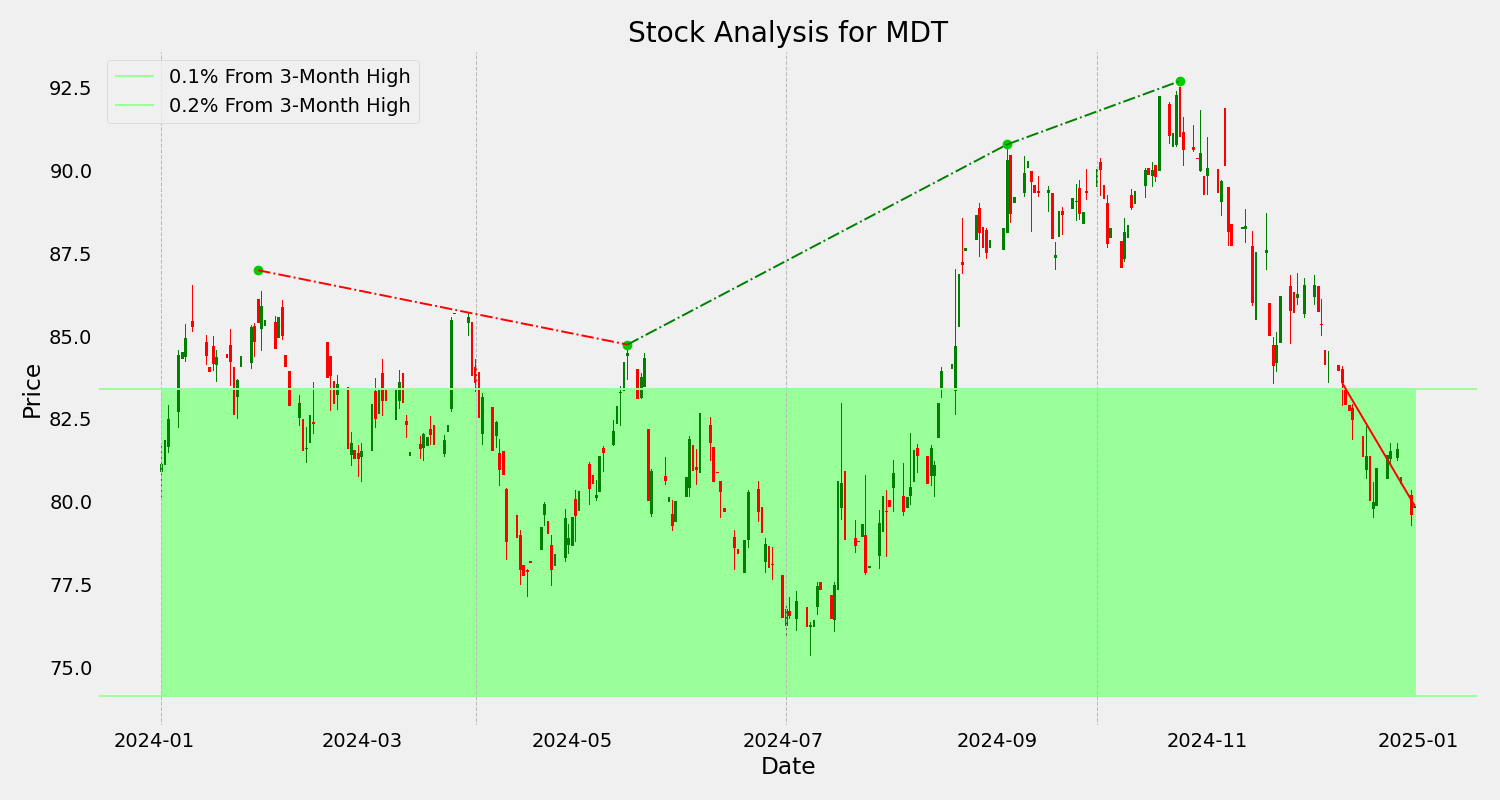 Stock Analysis for MDT
0.1% From 3-Month High
0.2% From 3-Month High
92.5
90.0
87.5
85.0
82.5
80.0
77.5
75.0
Price
2024-01 2024-03 2024-05 2024-07 2024-09 2024-11 2025-01
Date